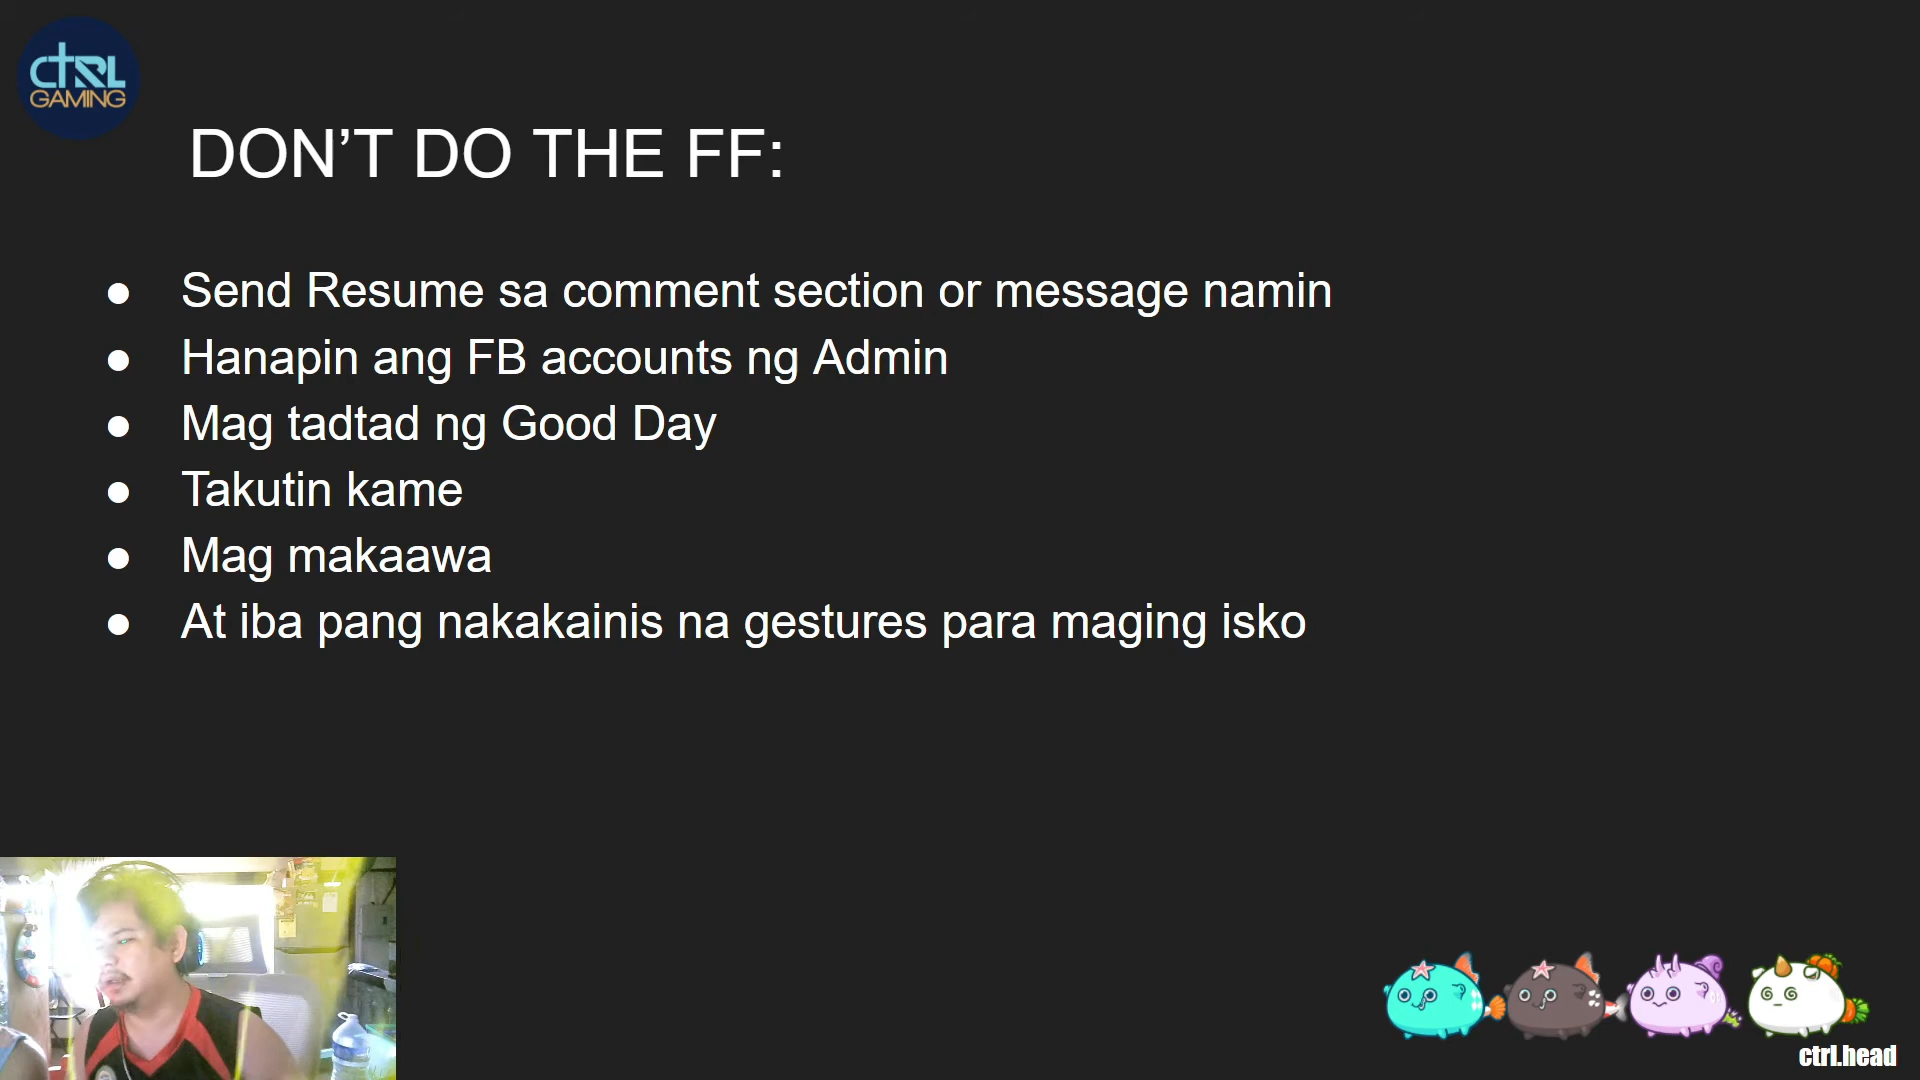 ctRL
GAMING
DON'T DO THE FF:
● Send Resume sa comment section or message namin
● Hanapin ang FB accounts ng Admin
● Mag tadtad ng Good Day
● Takutin kame
● Mag makaawa
● At iba pang nakakainis na gestures para maging isko
ctrl.head